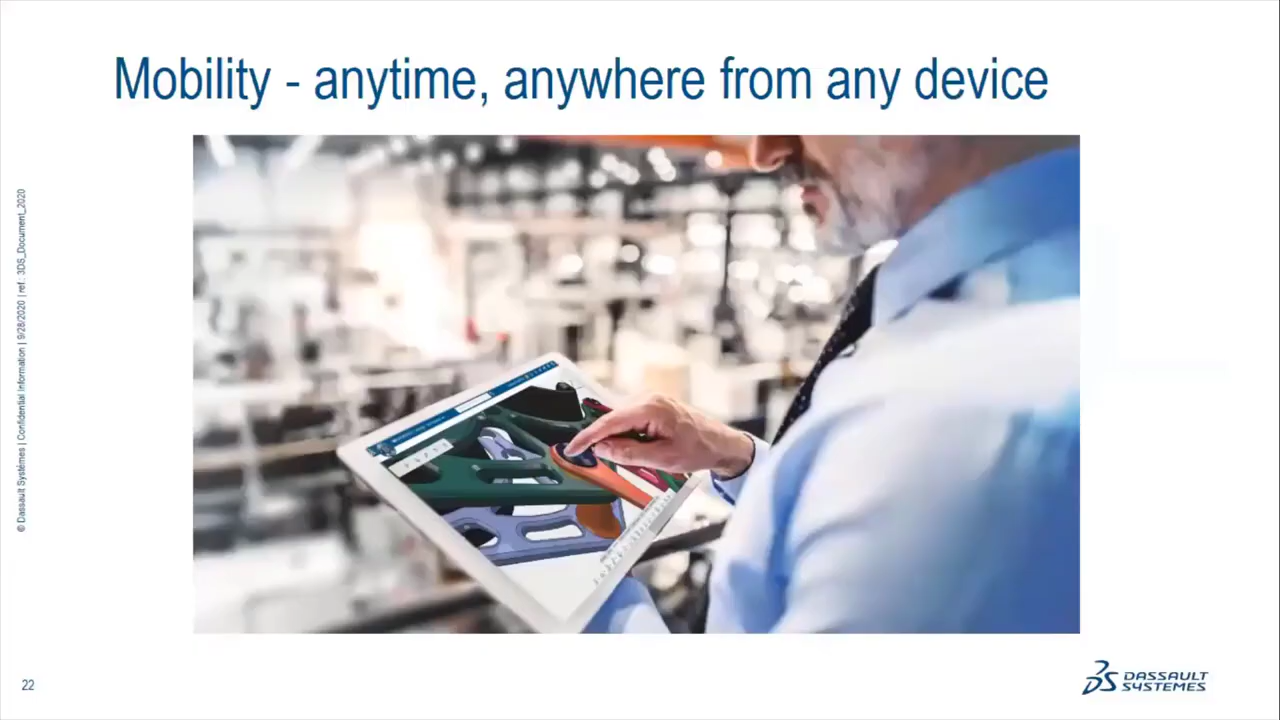 Mobility - anytime, anywhere from any device
© Dassault Systèmes | Confidential Information | 9/28/2020 | ref.: 3DS_Document_2020
22
DASSAULT
SYSTEMES